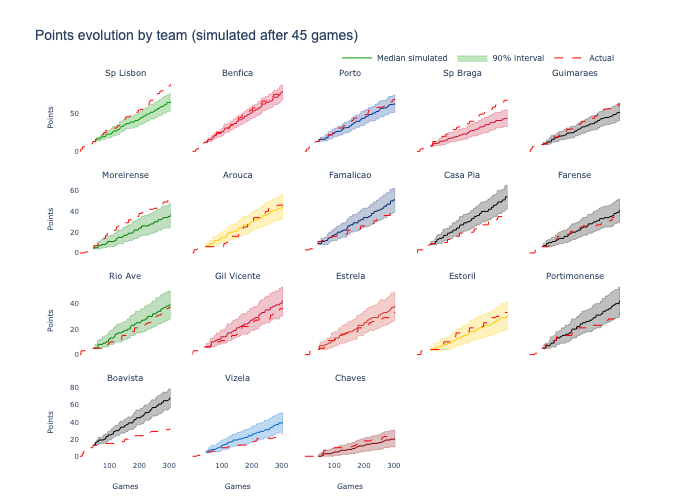 Points evolution by team (simulated after 45 games)
Median simulated 90% interval Actual
Sp Lisbon Benfica Porto Sp Braga Guimaraes
50
0
Points
Moreirense Arouca Famalicao Casa Pia Farense
60
40
20
0
Points
Rio Ave Gil Vicente Estrela Estoril Portimonense
40
20
0
Points
Boavista Vizela Chaves
80
60
40
20
0
Points
100 200 300 100 200 300 100 200 300
Games Games Games